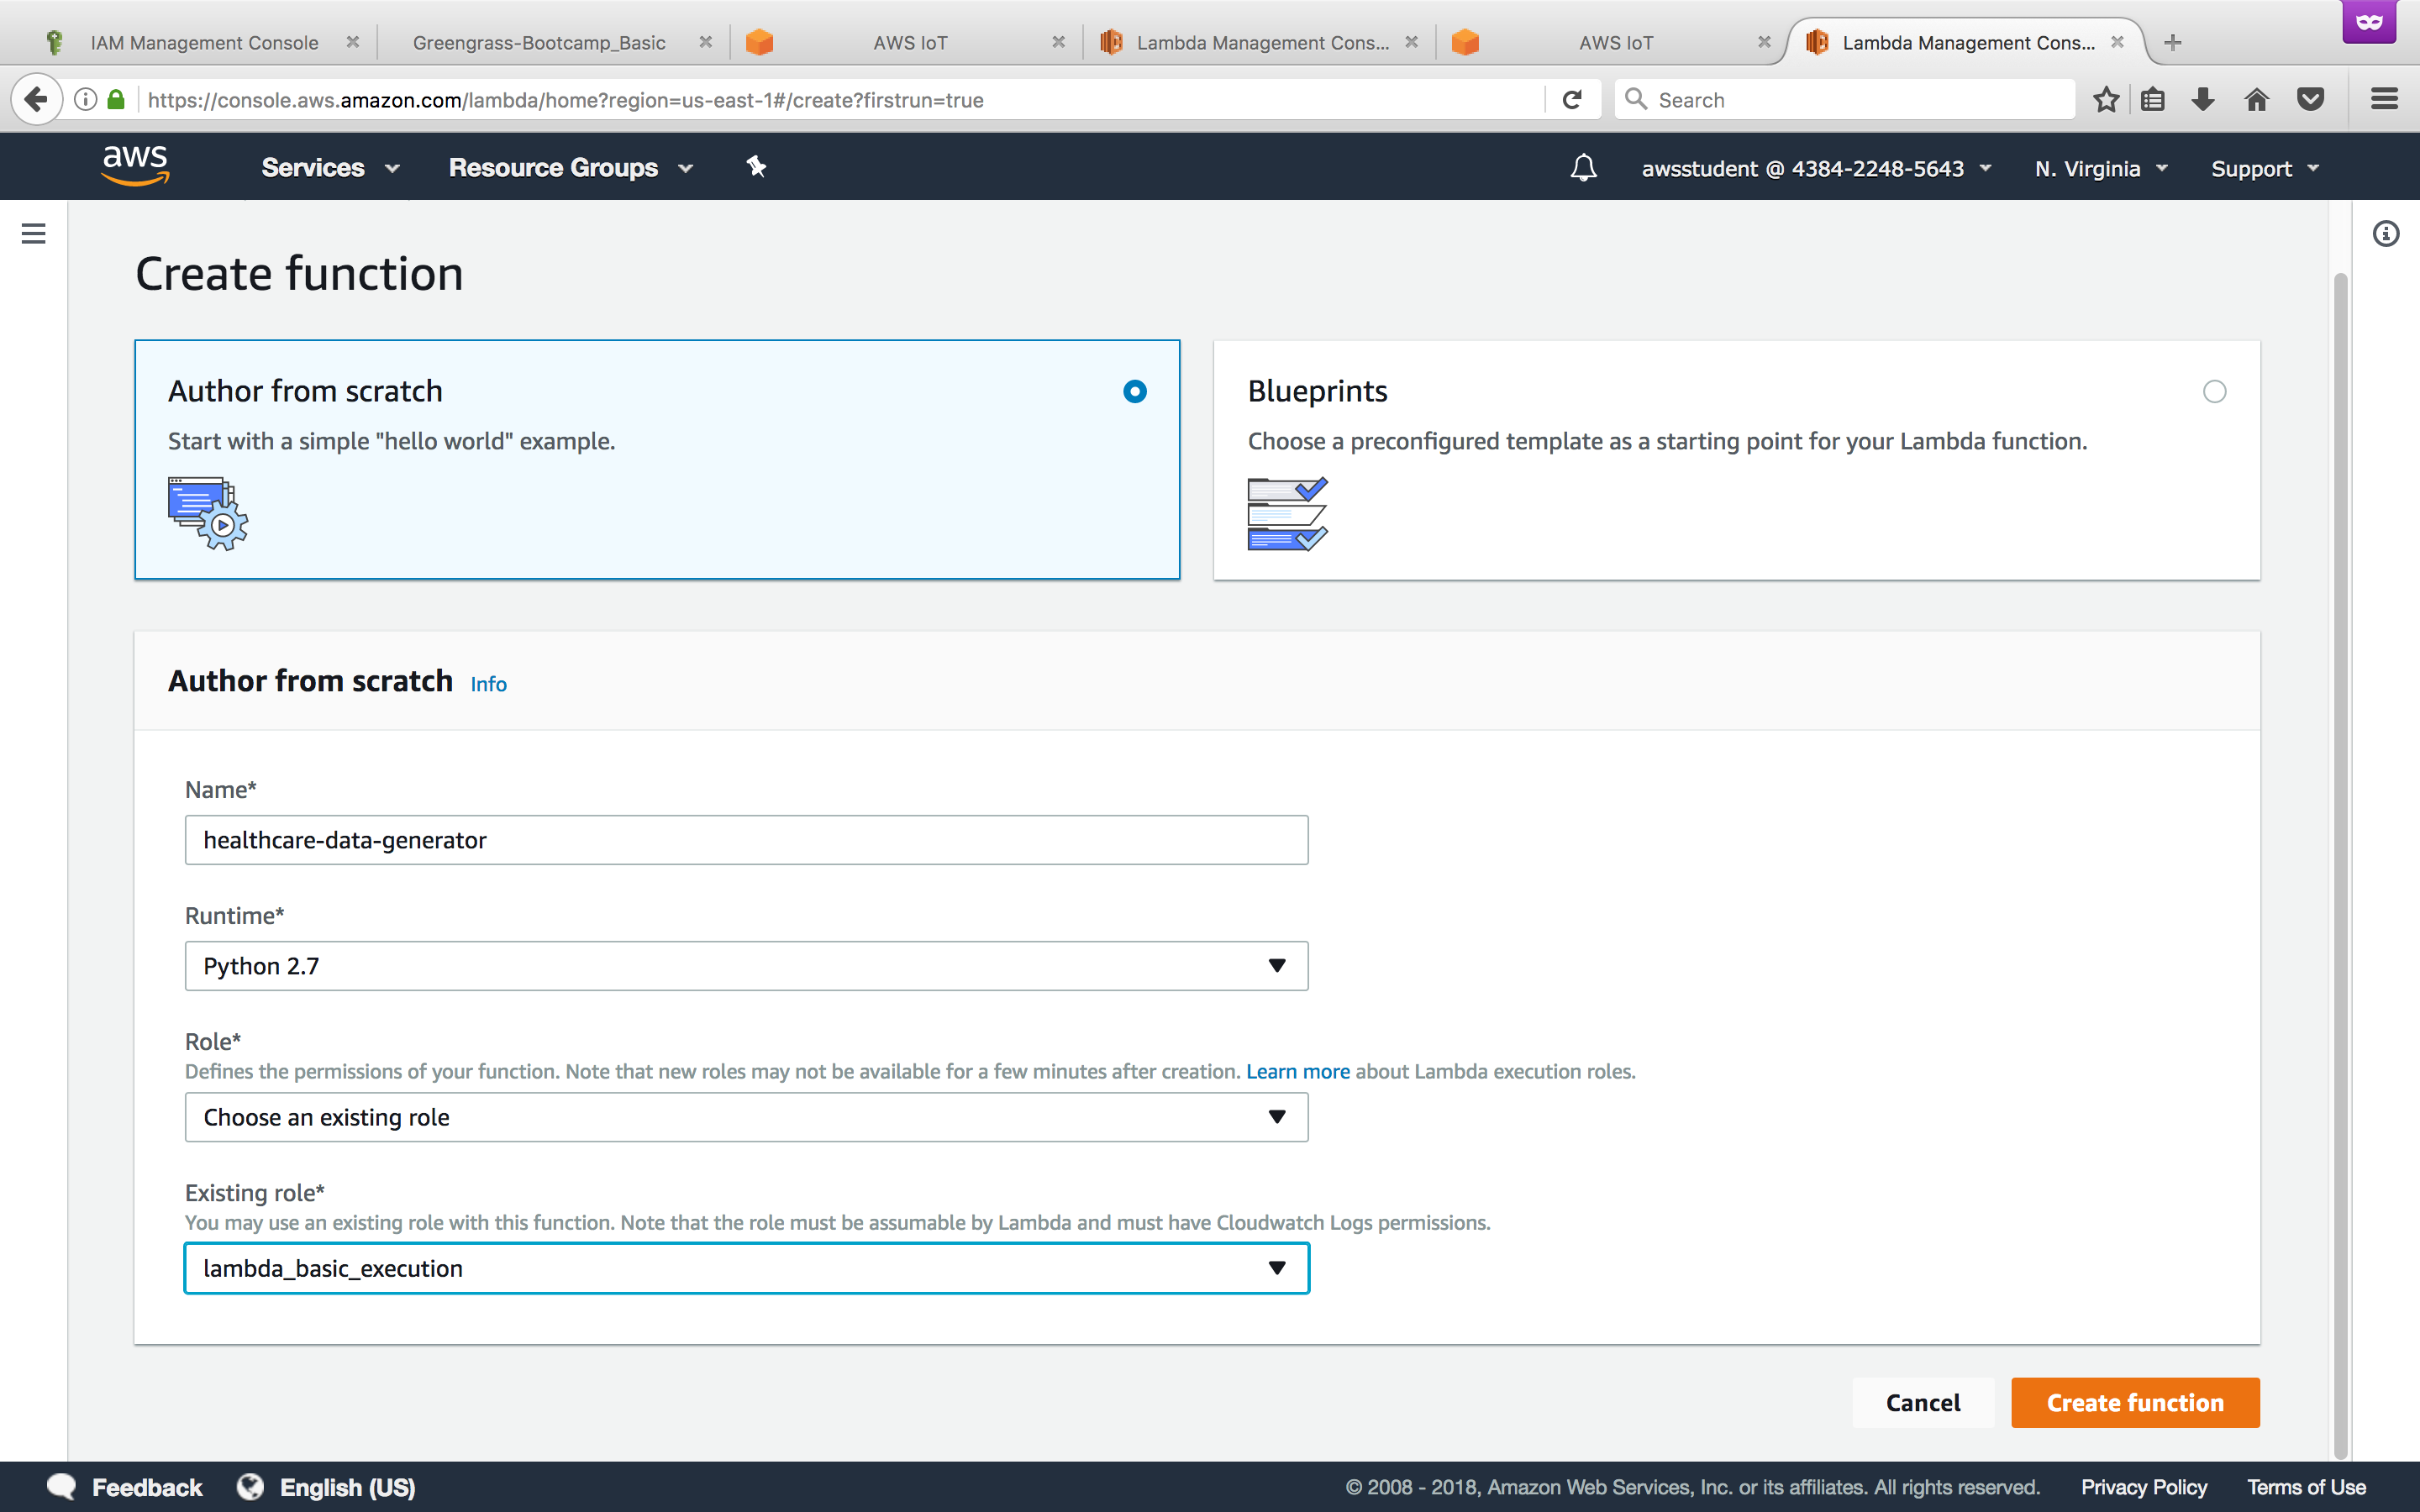 IAM Management Console
Greengrass-Bootcamp_Basic
AWS IoT
Lambda Management Cons...
AWS IoT
Lambda Management Cons...
https://console.aws.amazon.com/lambda/home?region=us-east-1#/create?firstrun=true
Search
aws
Services
Resource Groups
awsstudent @ 4384-2248-5643
N. Virginia
Support
Create function
Author from scratch
Start with a simple "hello world" example.
Blueprints
Choose a preconfigured template as a starting point for your Lambda function.
Author from scratch Info
Name*
healthcare-data-generator
Runtime*
Python 2.7
Role*
Defines the permissions of your function. Note that new roles may not be available for a few minutes after creation. Learn more about Lambda execution roles.
Choose an existing role
Existing role*
You may use an existing role with this function. Note that the role must be assumable by Lambda and must have Cloudwatch Logs permissions.
lambda_basic_execution
Cancel
Create function
Feedback
English (US)
© 2008 - 2018, Amazon Web Services, Inc. or its affiliates. All rights reserved.
Privacy Policy
Terms of Use